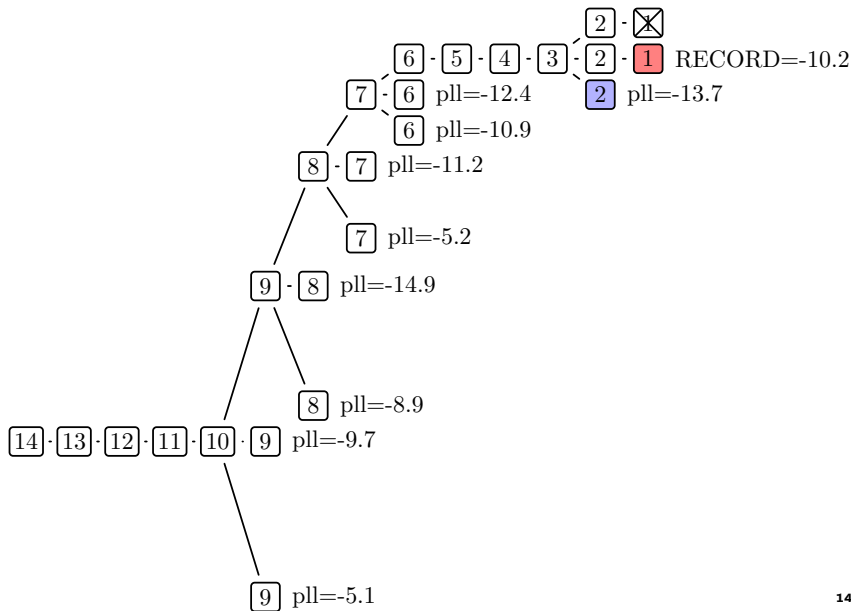 2 1
6 5 4 3 2 1 RECORD=-10.2
7 6 pll=-12.4 2 pll=-13.7
6 pll=-10.9
8 7 pll=-11.2
7 pll=-5.2
9 8 pll=-14.9
8 pll=-8.9
14 13 12 11 10 9 pll=-9.7
9 pll=-5.1
14